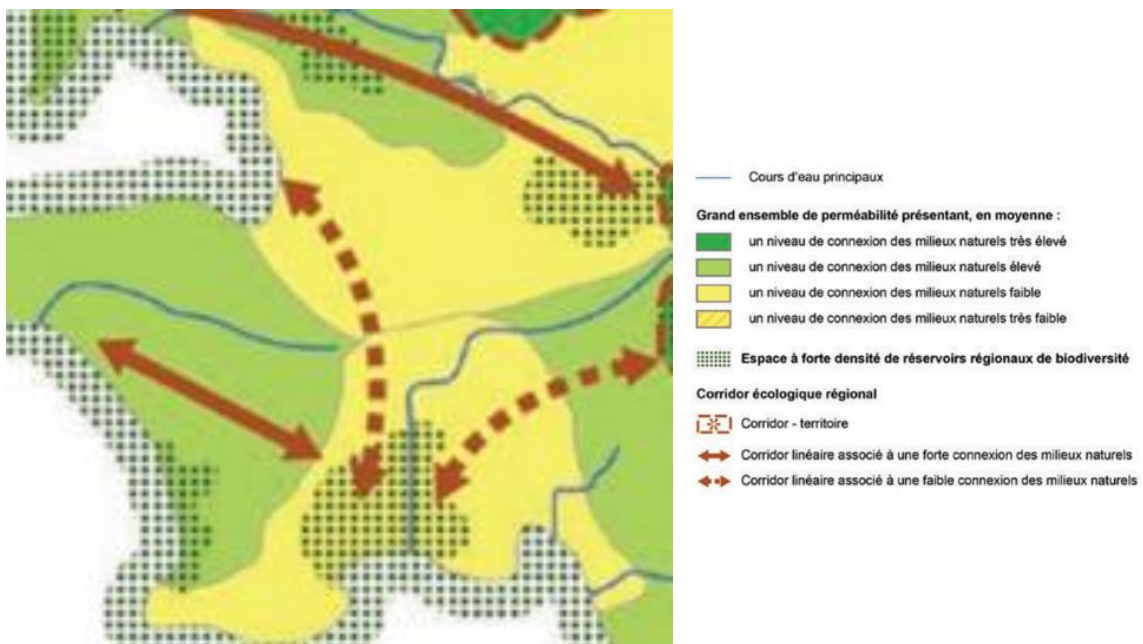 Cours d'eau principaux
Grand ensemble de perméabilité présentant, en moyenne :
un niveau de connexion des milieux naturels très élevé
un niveau de connexion des milieux naturels élevé
un niveau de connexion des milieux naturels faible
un niveau de connexion des milieux naturels très faible
Espace à forte densité de réservoirs régionaux de biodiversité
Corridor écologique régional
Corridor - territoire
Corridor linéaire associé à une forte connexion des milieux naturels
Corridor linéaire associé à une faible connexion des milieux naturels